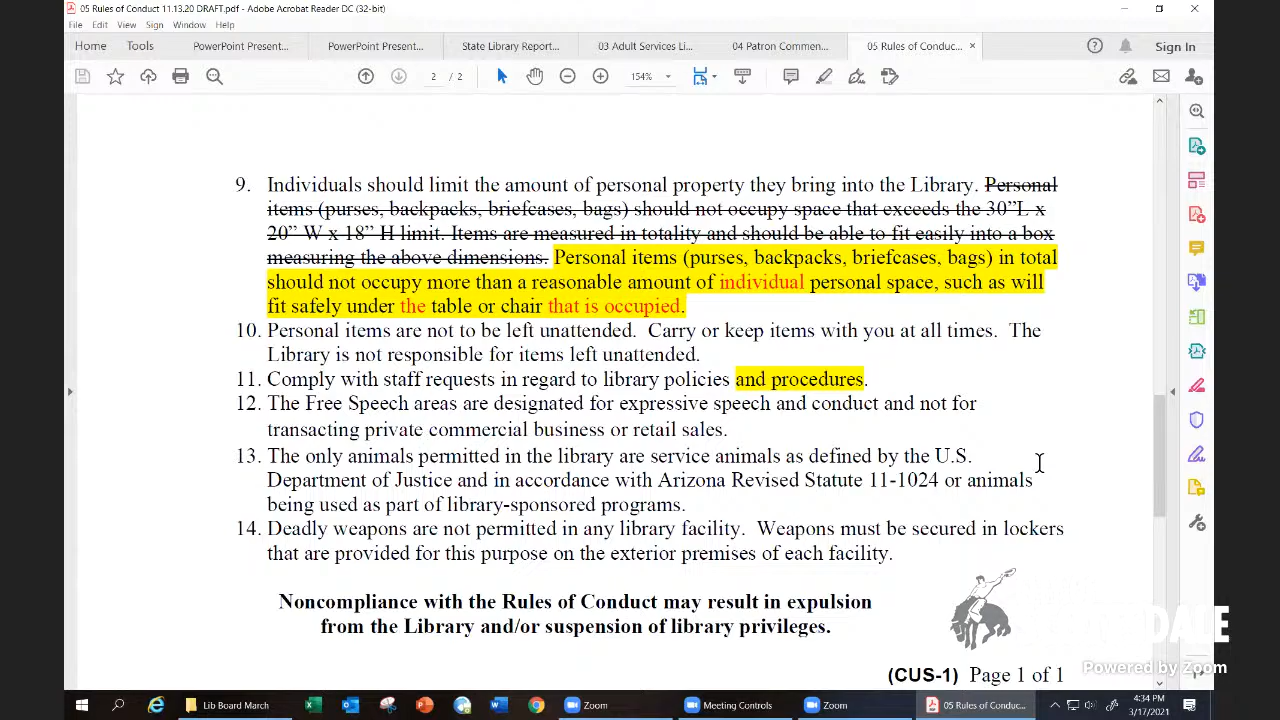 05 Rules of Conduct 11.13.20 DRAFT.pdf - Adobe Acrobat Reader DC (32-bit)
File Edit View Sign Window Help
Home Tools PowerPoint Present... PowerPoint Present... State Library Report... 03 Adult Services Li... 04 Patron Commen... 05 Rules of Conduc... × Sign In
2 / 2 154%
9. Individuals should limit the amount of personal property they bring into the Library. Personal
items (purses, backpacks, briefcases, bags) should not occupy space that exceeds the 30”L x
20” W x 18” H limit. Items are measured in totality and should be able to fit easily into a box
measuring the above dimensions. Personal items (purses, backpacks, briefcases, bags) in total
should not occupy more than a reasonable amount of individual personal space, such as will
fit safely under the table or chair that is occupied.
10. Personal items are not to be left unattended. Carry or keep items with you at all times. The
Library is not responsible for items left unattended.
11. Comply with staff requests in regard to library policies and procedures.
12. The Free Speech areas are designated for expressive speech and conduct and not for
transacting private commercial business or retail sales.
13. The only animals permitted in the library are service animals as defined by the U.S.
Department of Justice and in accordance with Arizona Revised Statute 11-1024 or animals
being used as part of library-sponsored programs.
14. Deadly weapons are not permitted in any library facility. Weapons must be secured in lockers
that are provided for this purpose on the exterior premises of each facility.
Noncompliance with the Rules of Conduct may result in expulsion
from the Library and/or suspension of library privileges.
Powered by Zoom
(CUS-1) Page 1 of 1
Lib Board March Zoom Meeting Controls Zoom 05 Rules of Conduc... 4:34 PM
3/17/2021